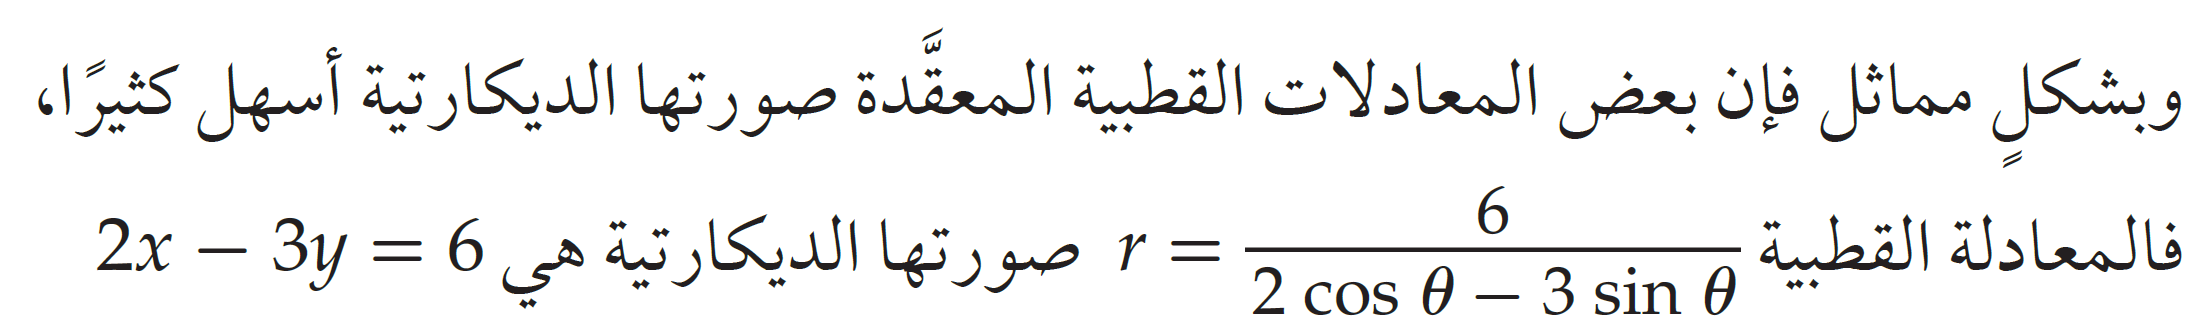 وبشكلٍ مماثل فإن بعض المعادلات القطبية المعقَّدة صورتها الديكارتية أسهل كثيرًا،
فالمعادلة القطبية r = \frac{6}{2 cos θ − 3 sin θ} صورتها الديكارتية هي 2x − 3y = 6